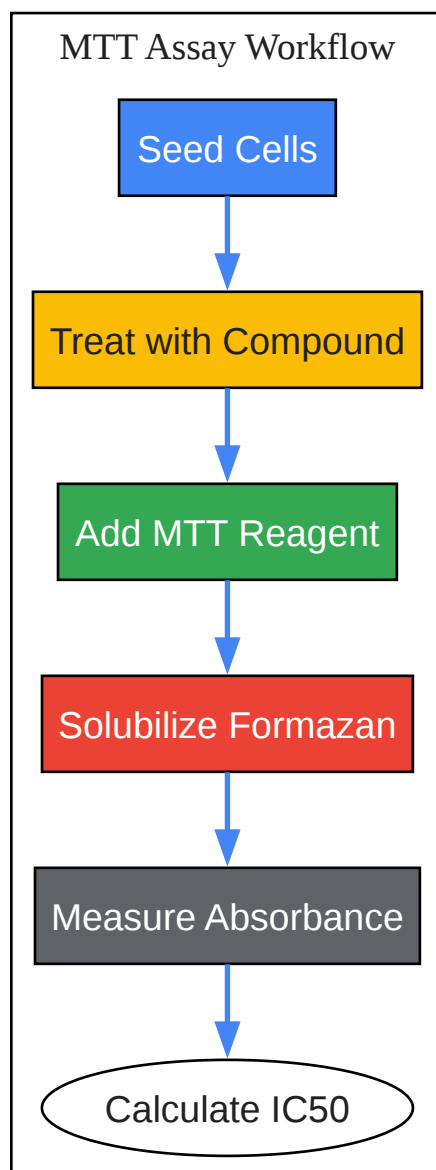 MTT Assay Workflow
Seed Cells
Treat with Compound
Add MTT Reagent
Solubilize Formazan
Measure Absorbance
Calculate IC50